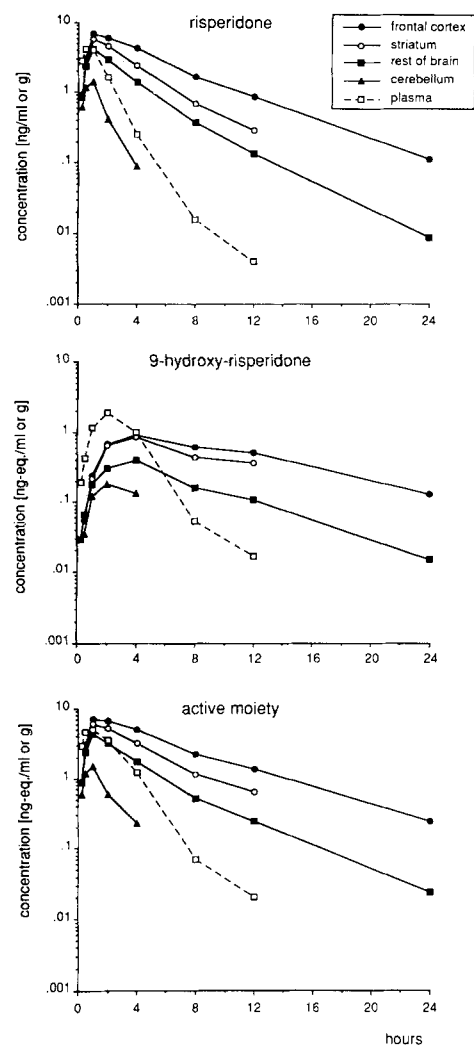 risperidone
frontal cortex
striatum
rest of brain
cerebellum
plasma
concentration [ng/ml or g]
10
1
.1
.01
.001
0 4 8 12 16 20 24
9-hydroxy-risperidone
concentration [ng-eq./ml or g]
10
1
.1
.01
.001
0 4 8 12 16 20 24
active moiety
concentration [ng-eq./ml or g]
10
1
.1
.01
.001
0 4 8 12 16 20 24
hours